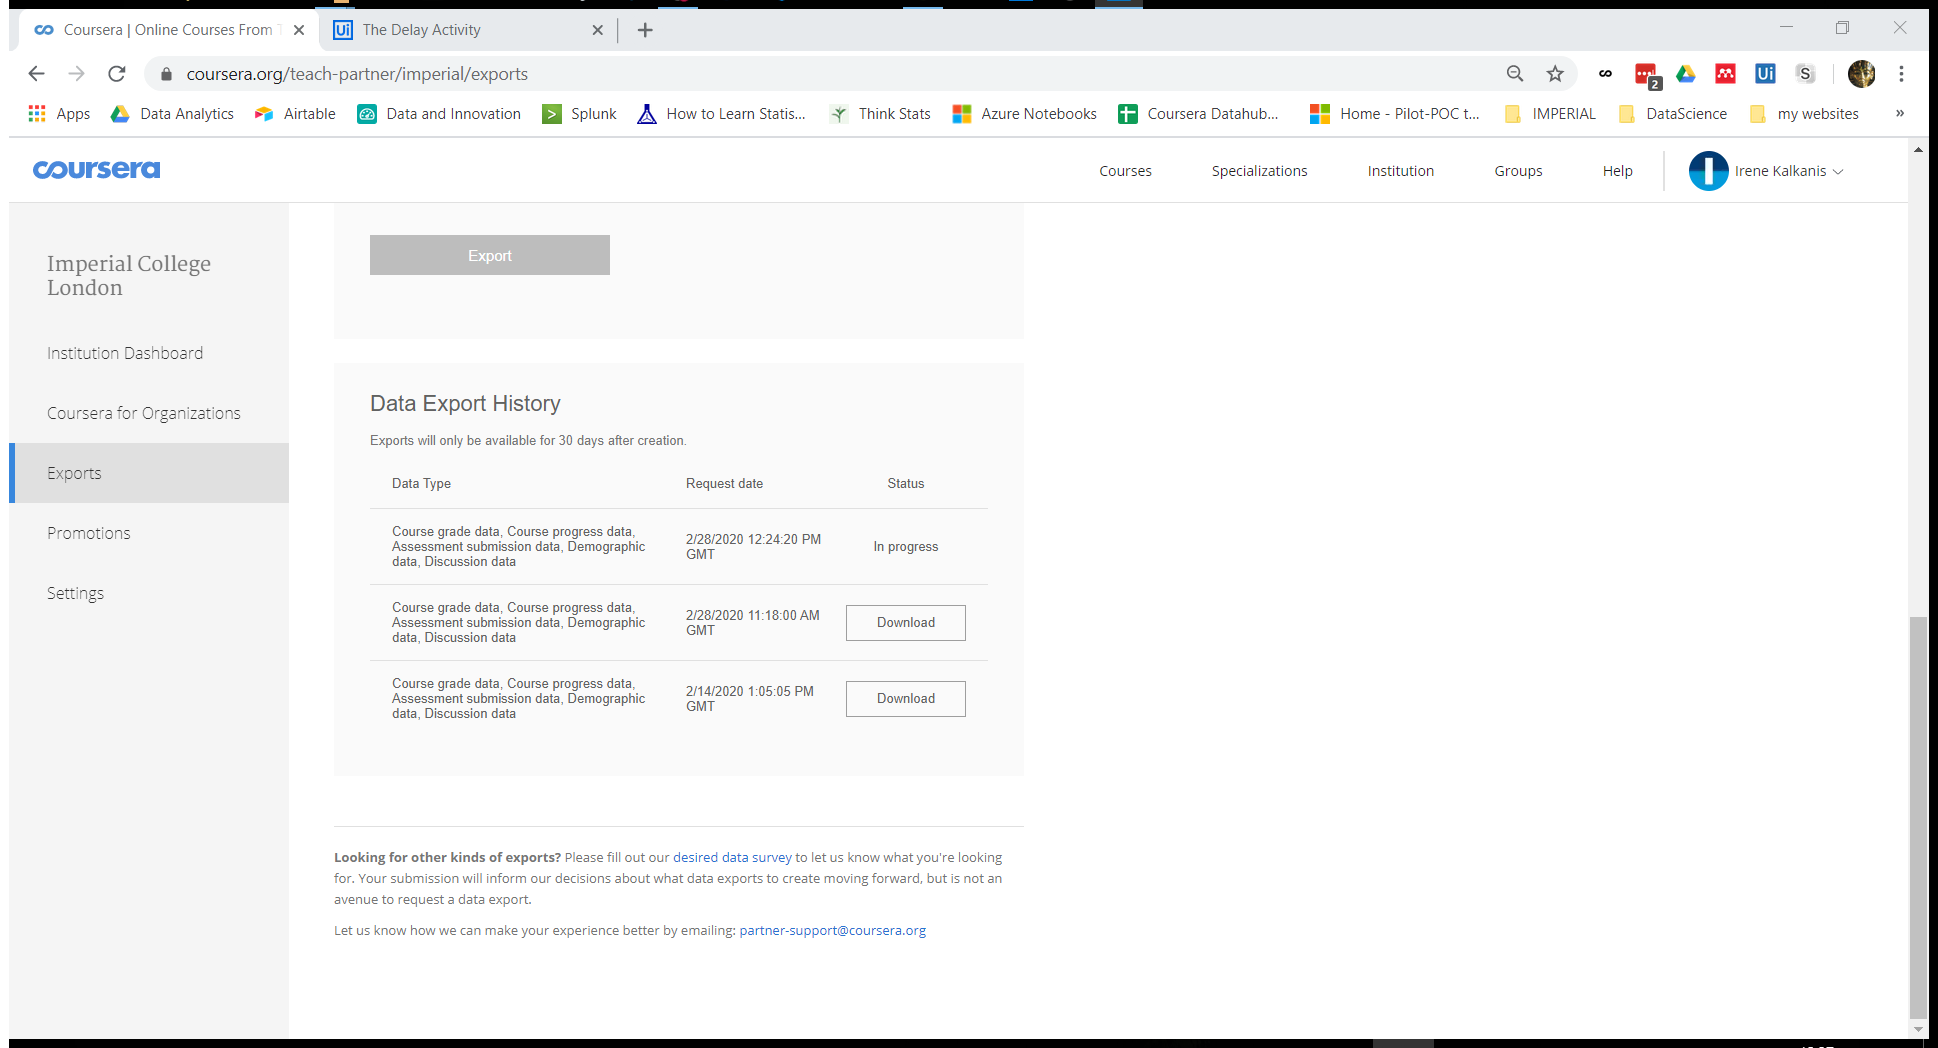 Coursera | Online Courses From
The Delay Activity
coursera.org/teach-partner/imperial/exports
2
Ui
S
Apps
Data Analytics
Airtable
Data and Innovation
Splunk
How to Learn Statis...
Think Stats
Azure Notebooks
Coursera Datahub...
Home - Pilot-POC t...
IMPERIAL
DataScience
my websites
»
coursera
Courses
Specializations
Institution
Groups
Help
Irene Kalkanis
Imperial College
London
Institution Dashboard
Coursera for Organizations
Exports
Promotions
Settings
Export
Data Export History
Exports will only be available for 30 days after creation.
Data Type Request date Status
Course grade data, Course progress data,
Assessment submission data, Demographic
data, Discussion data
2/28/2020 12:24:20 PM
GMT
In progress
Course grade data, Course progress data,
Assessment submission data, Demographic
data, Discussion data
2/28/2020 11:18:00 AM
GMT
Download
Course grade data, Course progress data,
Assessment submission data, Demographic
data, Discussion data
2/14/2020 1:05:05 PM
GMT
Download
Looking for other kinds of exports? Please fill out our desired data survey to let us know what you're looking
for. Your submission will inform our decisions about what data exports to create moving forward, but is not an
avenue to request a data export.
Let us know how we can make your experience better by emailing: partner-support@coursera.org